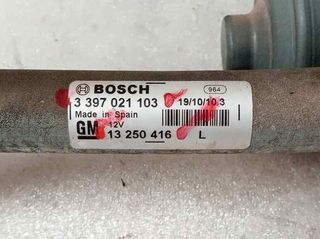 BOSCH 964
3 397 021 103 19/10/10.3
Made in Spain
GM 12V
13 250 416 L